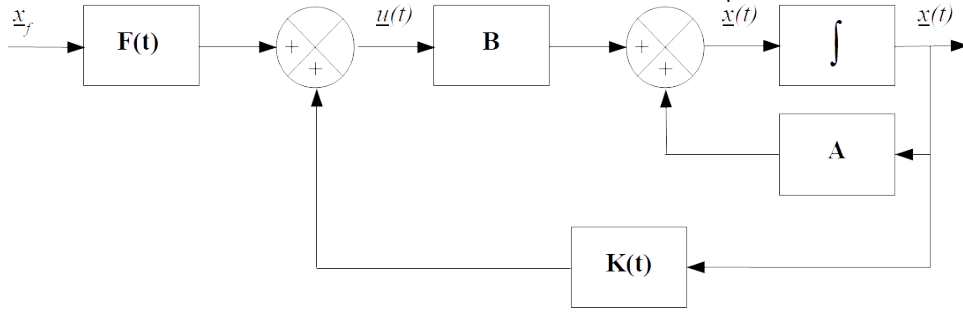 x_f
F(t)
+
+
u(t)
B
+
+
ẋ(t)
∫
x(t)
A
K(t)